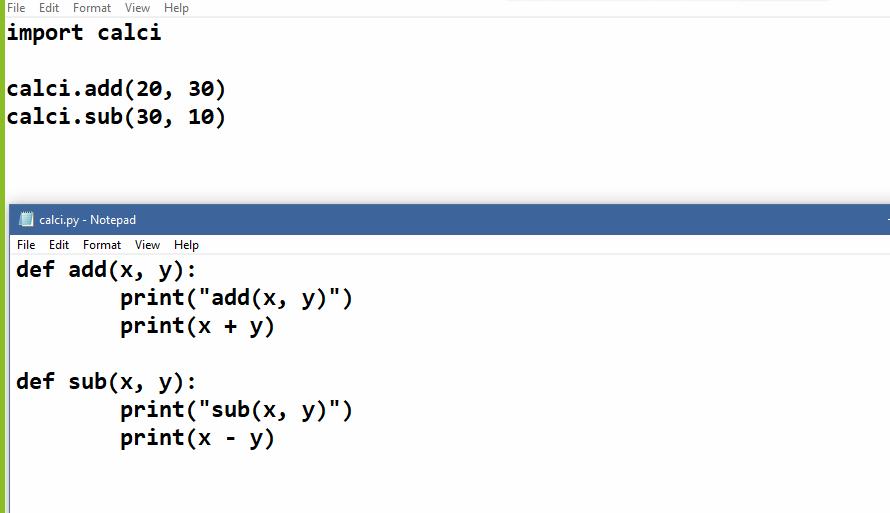 File Edit Format View Help
import calci
calci.add(20, 30)
calci.sub(30, 10)
calci.py - Notepad
File Edit Format View Help
def add(x, y):
        print("add(x, y)")
        print(x + y)
def sub(x, y):
        print("sub(x, y)")
        print(x - y)